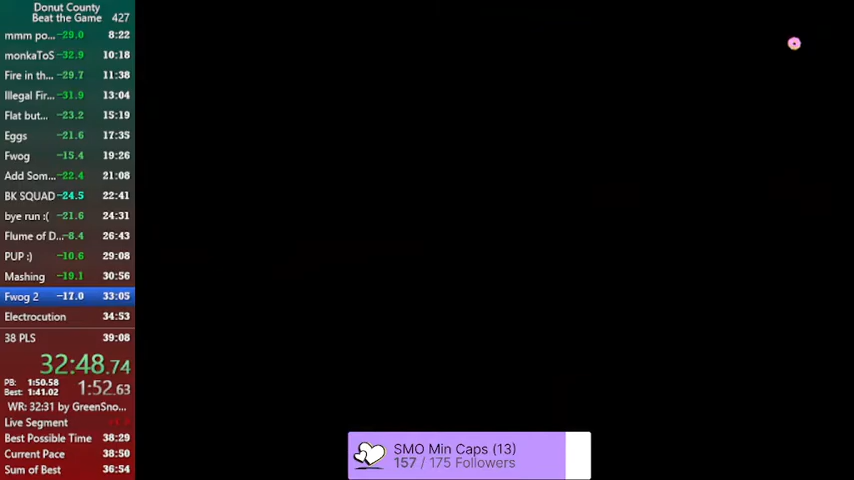 Donut County
Beat the Game 427
mmm po... -29.0 8:22
monkaToS -32.9 10:18
Fire in th... -29.7 11:38
Illegal Fir... -31.9 13:04
Flat but... -23.2 15:19
Eggs -21.6 17:35
Fwog -15.4 19:26
Add Som... -22.4 21:08
BK SQUAD -24.5 22:41
bye run :( -21.6 24:31
Flume of D... -8.4 26:43
PUP :) -10.6 29:08
Mashing -19.1 30:56
Fwog 2 -17.0 33:05
Electrocution 34:53
38 PLS 39:08
32:48.74
PB: 1:50.58
Best: 1:41.02
1:52.63
WR: 32:31 by GreenSno...
Live Segment
Best Possible Time 38:29
Current Pace 38:50
Sum of Best 36:54
SMO Min Caps (13)
157 / 175 Followers